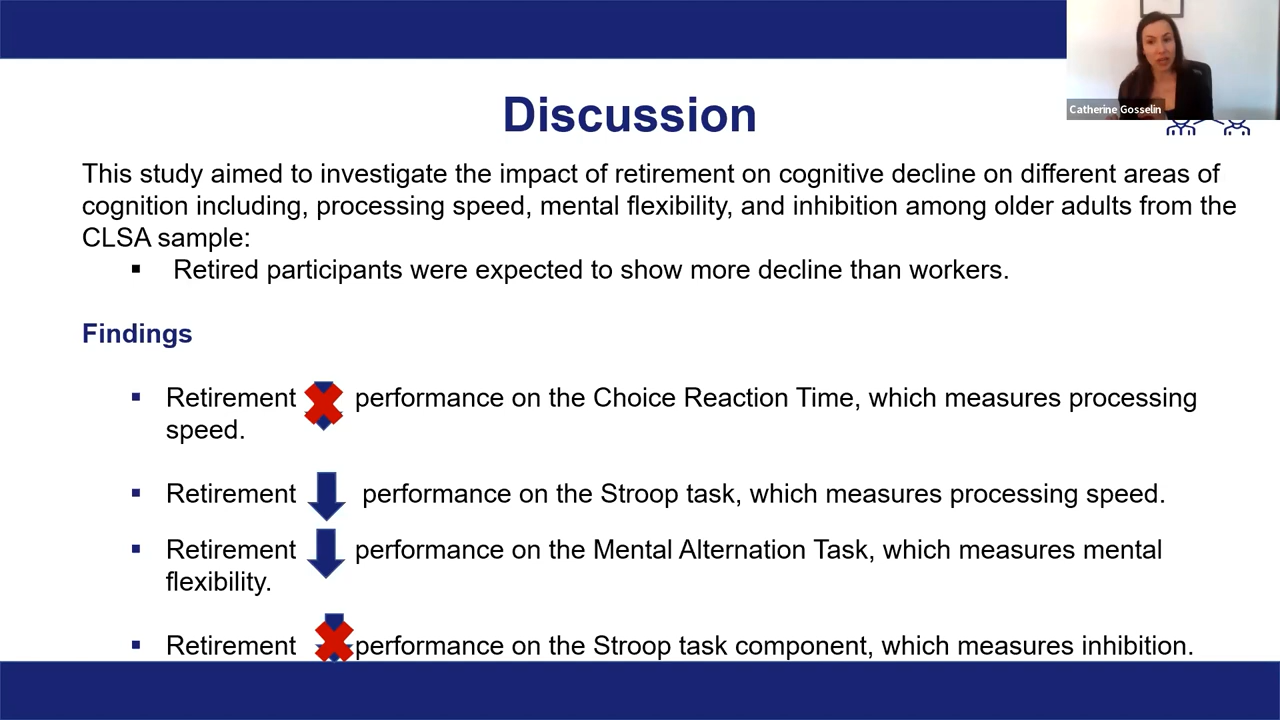 Catherine Gosselin
Discussion
This study aimed to investigate the impact of retirement on cognitive decline on different areas of
cognition including, processing speed, mental flexibility, and inhibition among older adults from the
CLSA sample:
▪ Retired participants were expected to show more decline than workers.
Findings
▪ Retirement performance on the Choice Reaction Time, which measures processing
speed.
▪ Retirement performance on the Stroop task, which measures processing speed.
▪ Retirement performance on the Mental Alternation Task, which measures mental
flexibility.
▪ Retirement performance on the Stroop task component, which measures inhibition.